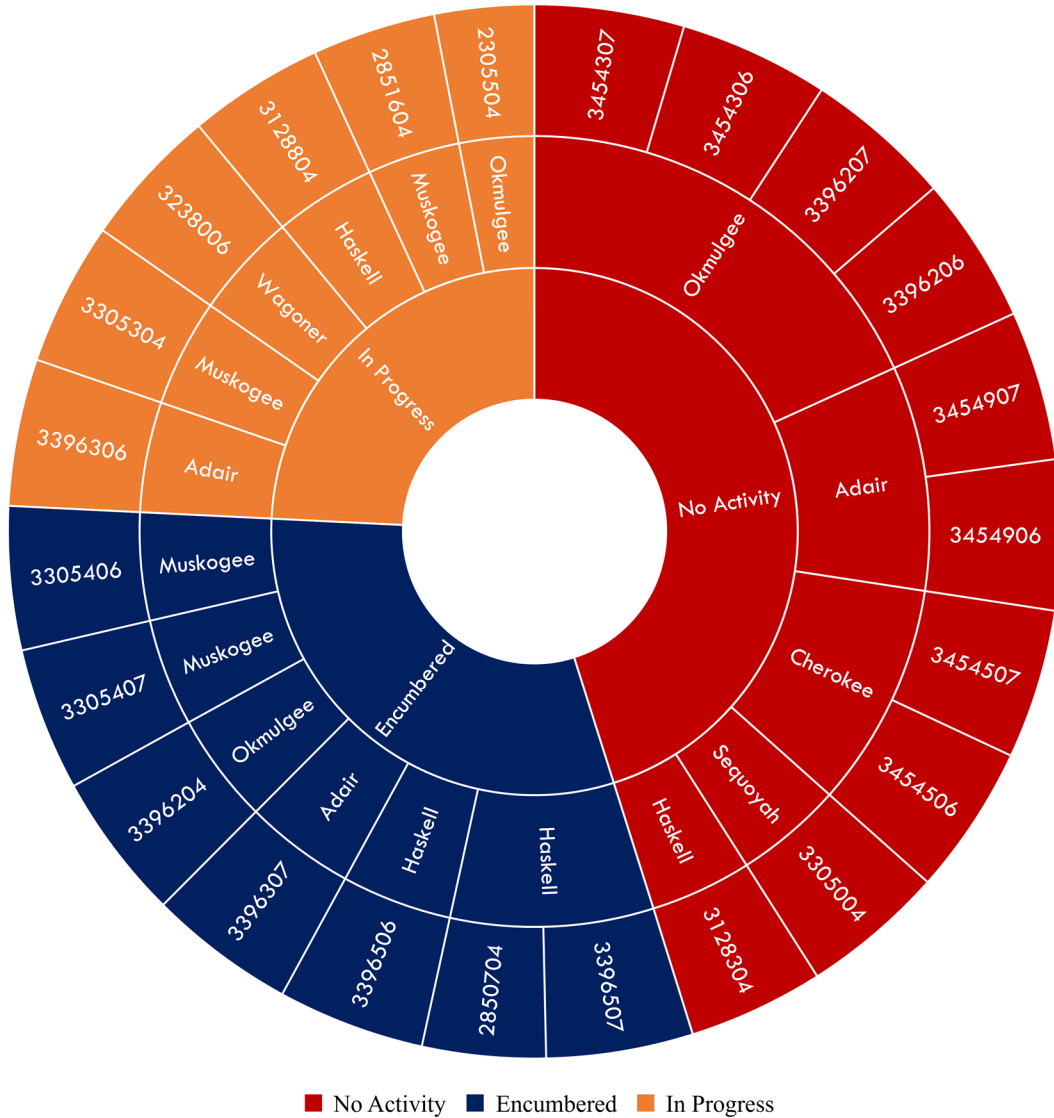 No Activity
Okmulgee
3454307
3454306
3396207
3396206
Adair
3454907
3454906
Cherokee
3454507
3454506
Sequoyah
3305004
Haskell
3128304
Encumbered
Haskell
3396507
2850704
Haskell
3396506
Adair
3396307
Okmulgee
3396204
Muskogee
3305407
Muskogee
3305406
In Progress
Adair
3396306
Muskogee
3305304
Wagoner
3238006
Haskell
3128804
Muskogee
2851604
Okmulgee
2305504
No Activity
Encumbered
In Progress